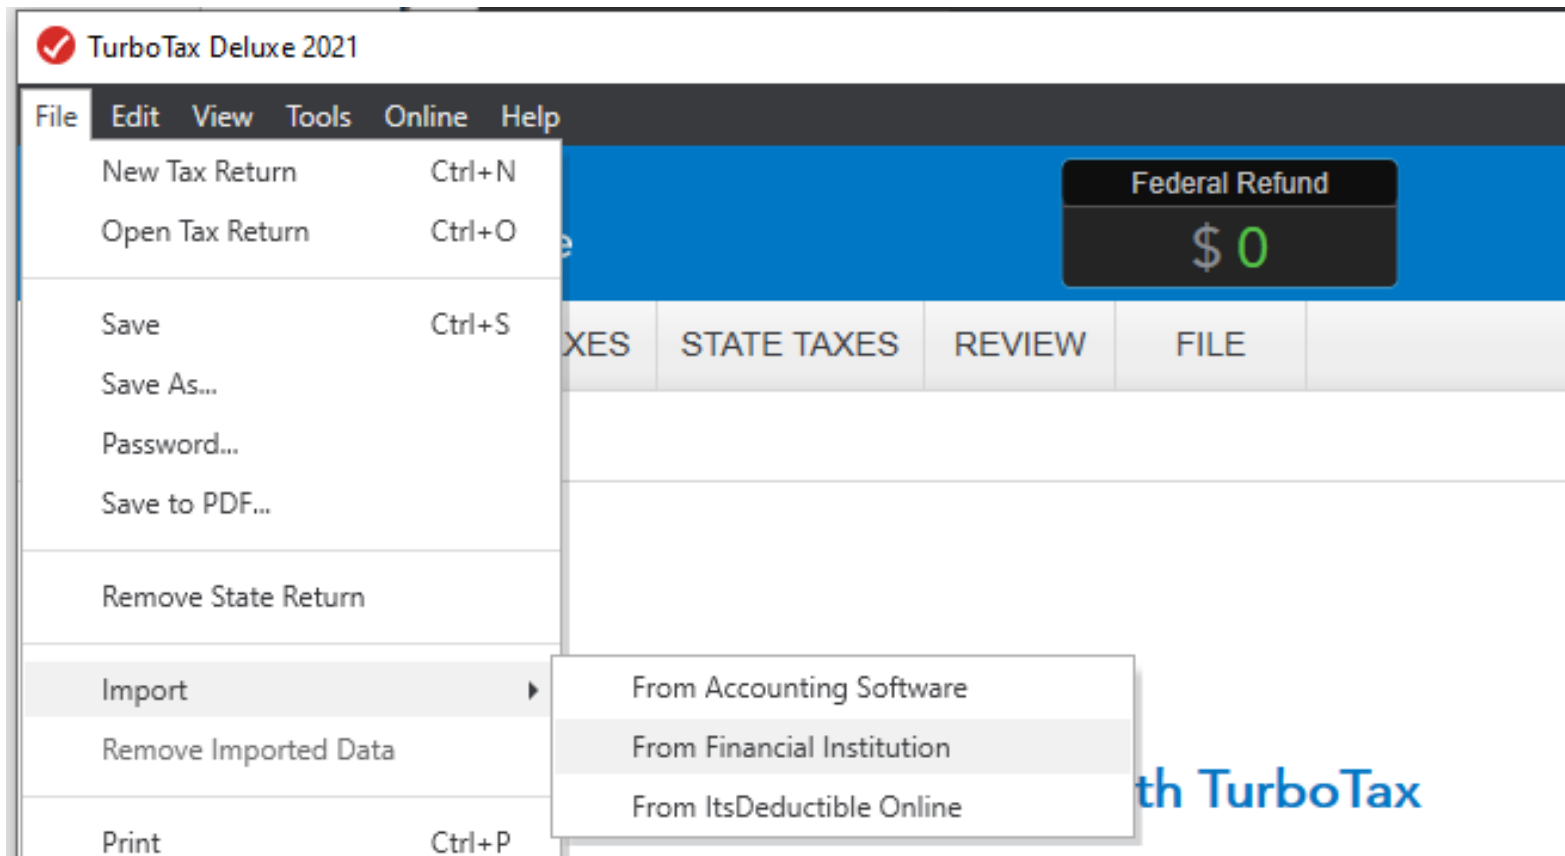 TurboTax Deluxe 2021
File Edit View Tools Online Help
New Tax Return Ctrl+N
Open Tax Return Ctrl+O
Save Ctrl+S
Save As...
Password...
Save to PDF...
Remove State Return
Import
Remove Imported Data
Print Ctrl+P
From Accounting Software
From Financial Institution
From ItsDeductible Online
Federal Refund
$ 0
e
XES STATE TAXES REVIEW FILE
th TurboTax